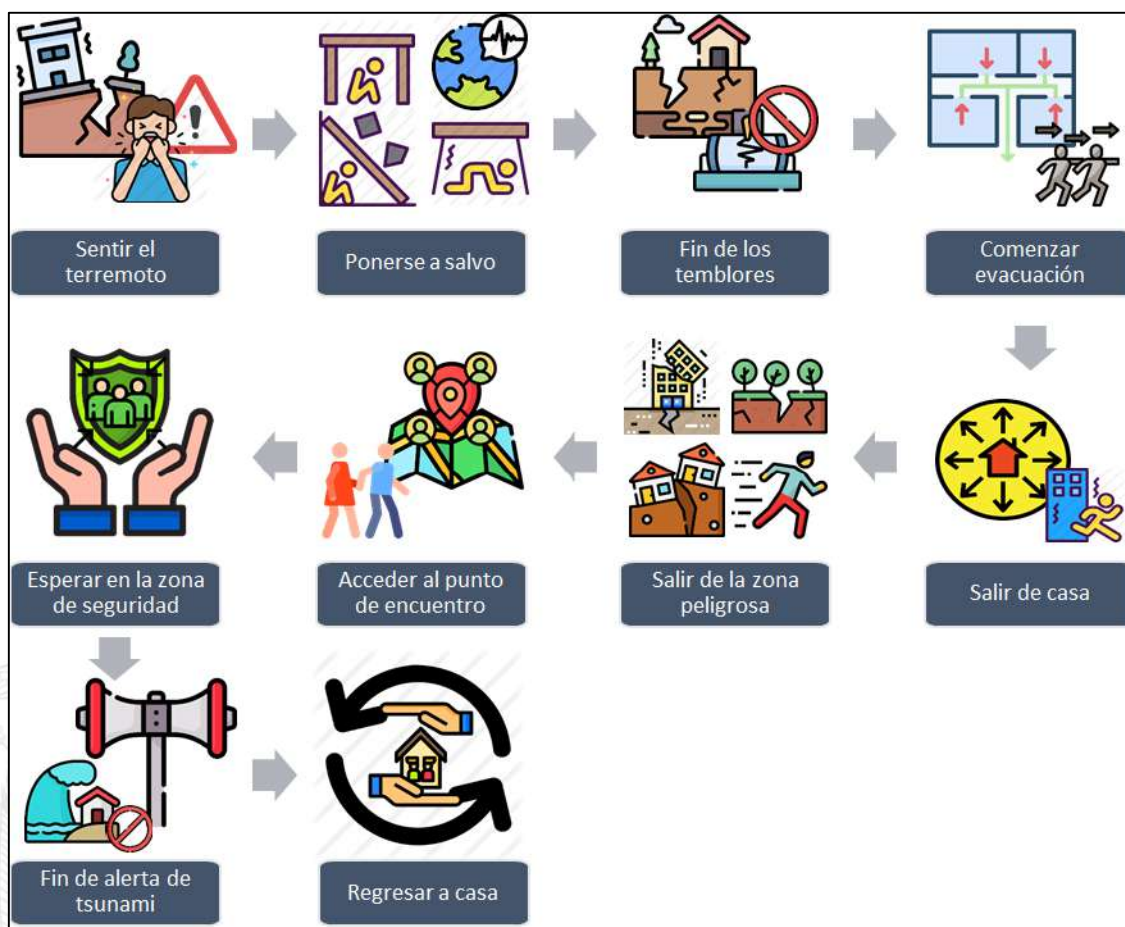 Sentir el
terremoto
Ponerse a salvo
Fin de los
temblores
Comenzar
evacuación
Salir de casa
Salir de la zona
peligrosa
Acceder al punto
de encuentro
Esperar en la zona
de seguridad
Fin de alerta de
tsunami
Regresar a casa